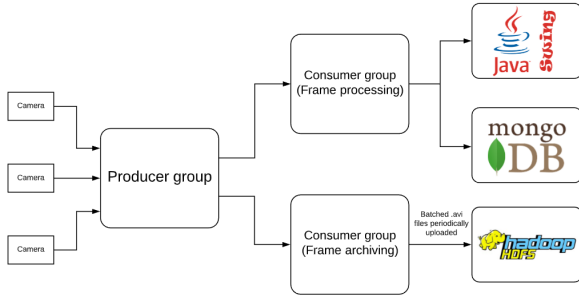 Camera
Camera
Camera
Producer group
Consumer group
(Frame processing)
Java
Swing
mongo
DB
Consumer group
(Frame archiving)
Batched .avi
files periodically
uploaded
hadoop
HDFS